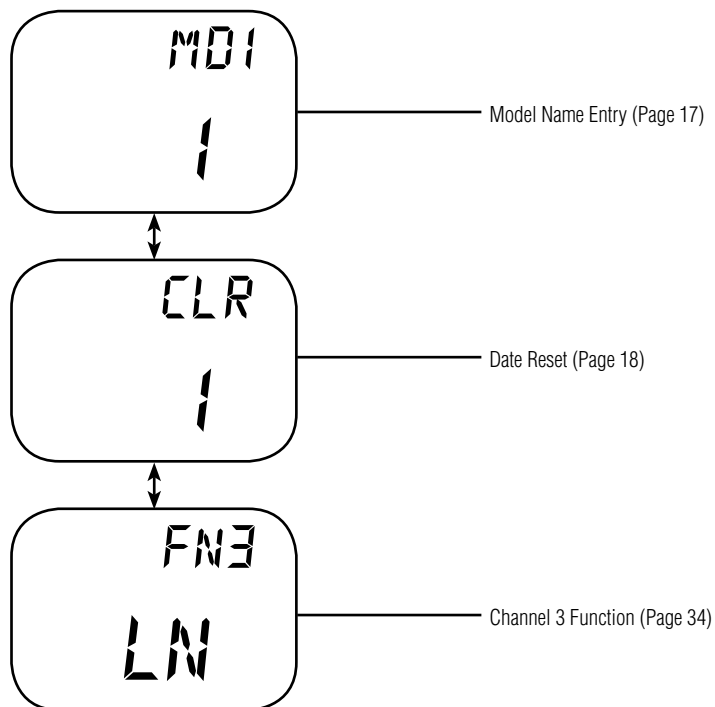 MD1
1
Model Name Entry (Page 17)
CLR
1
Date Reset (Page 18)
FN3
LN
Channel 3 Function (Page 34)